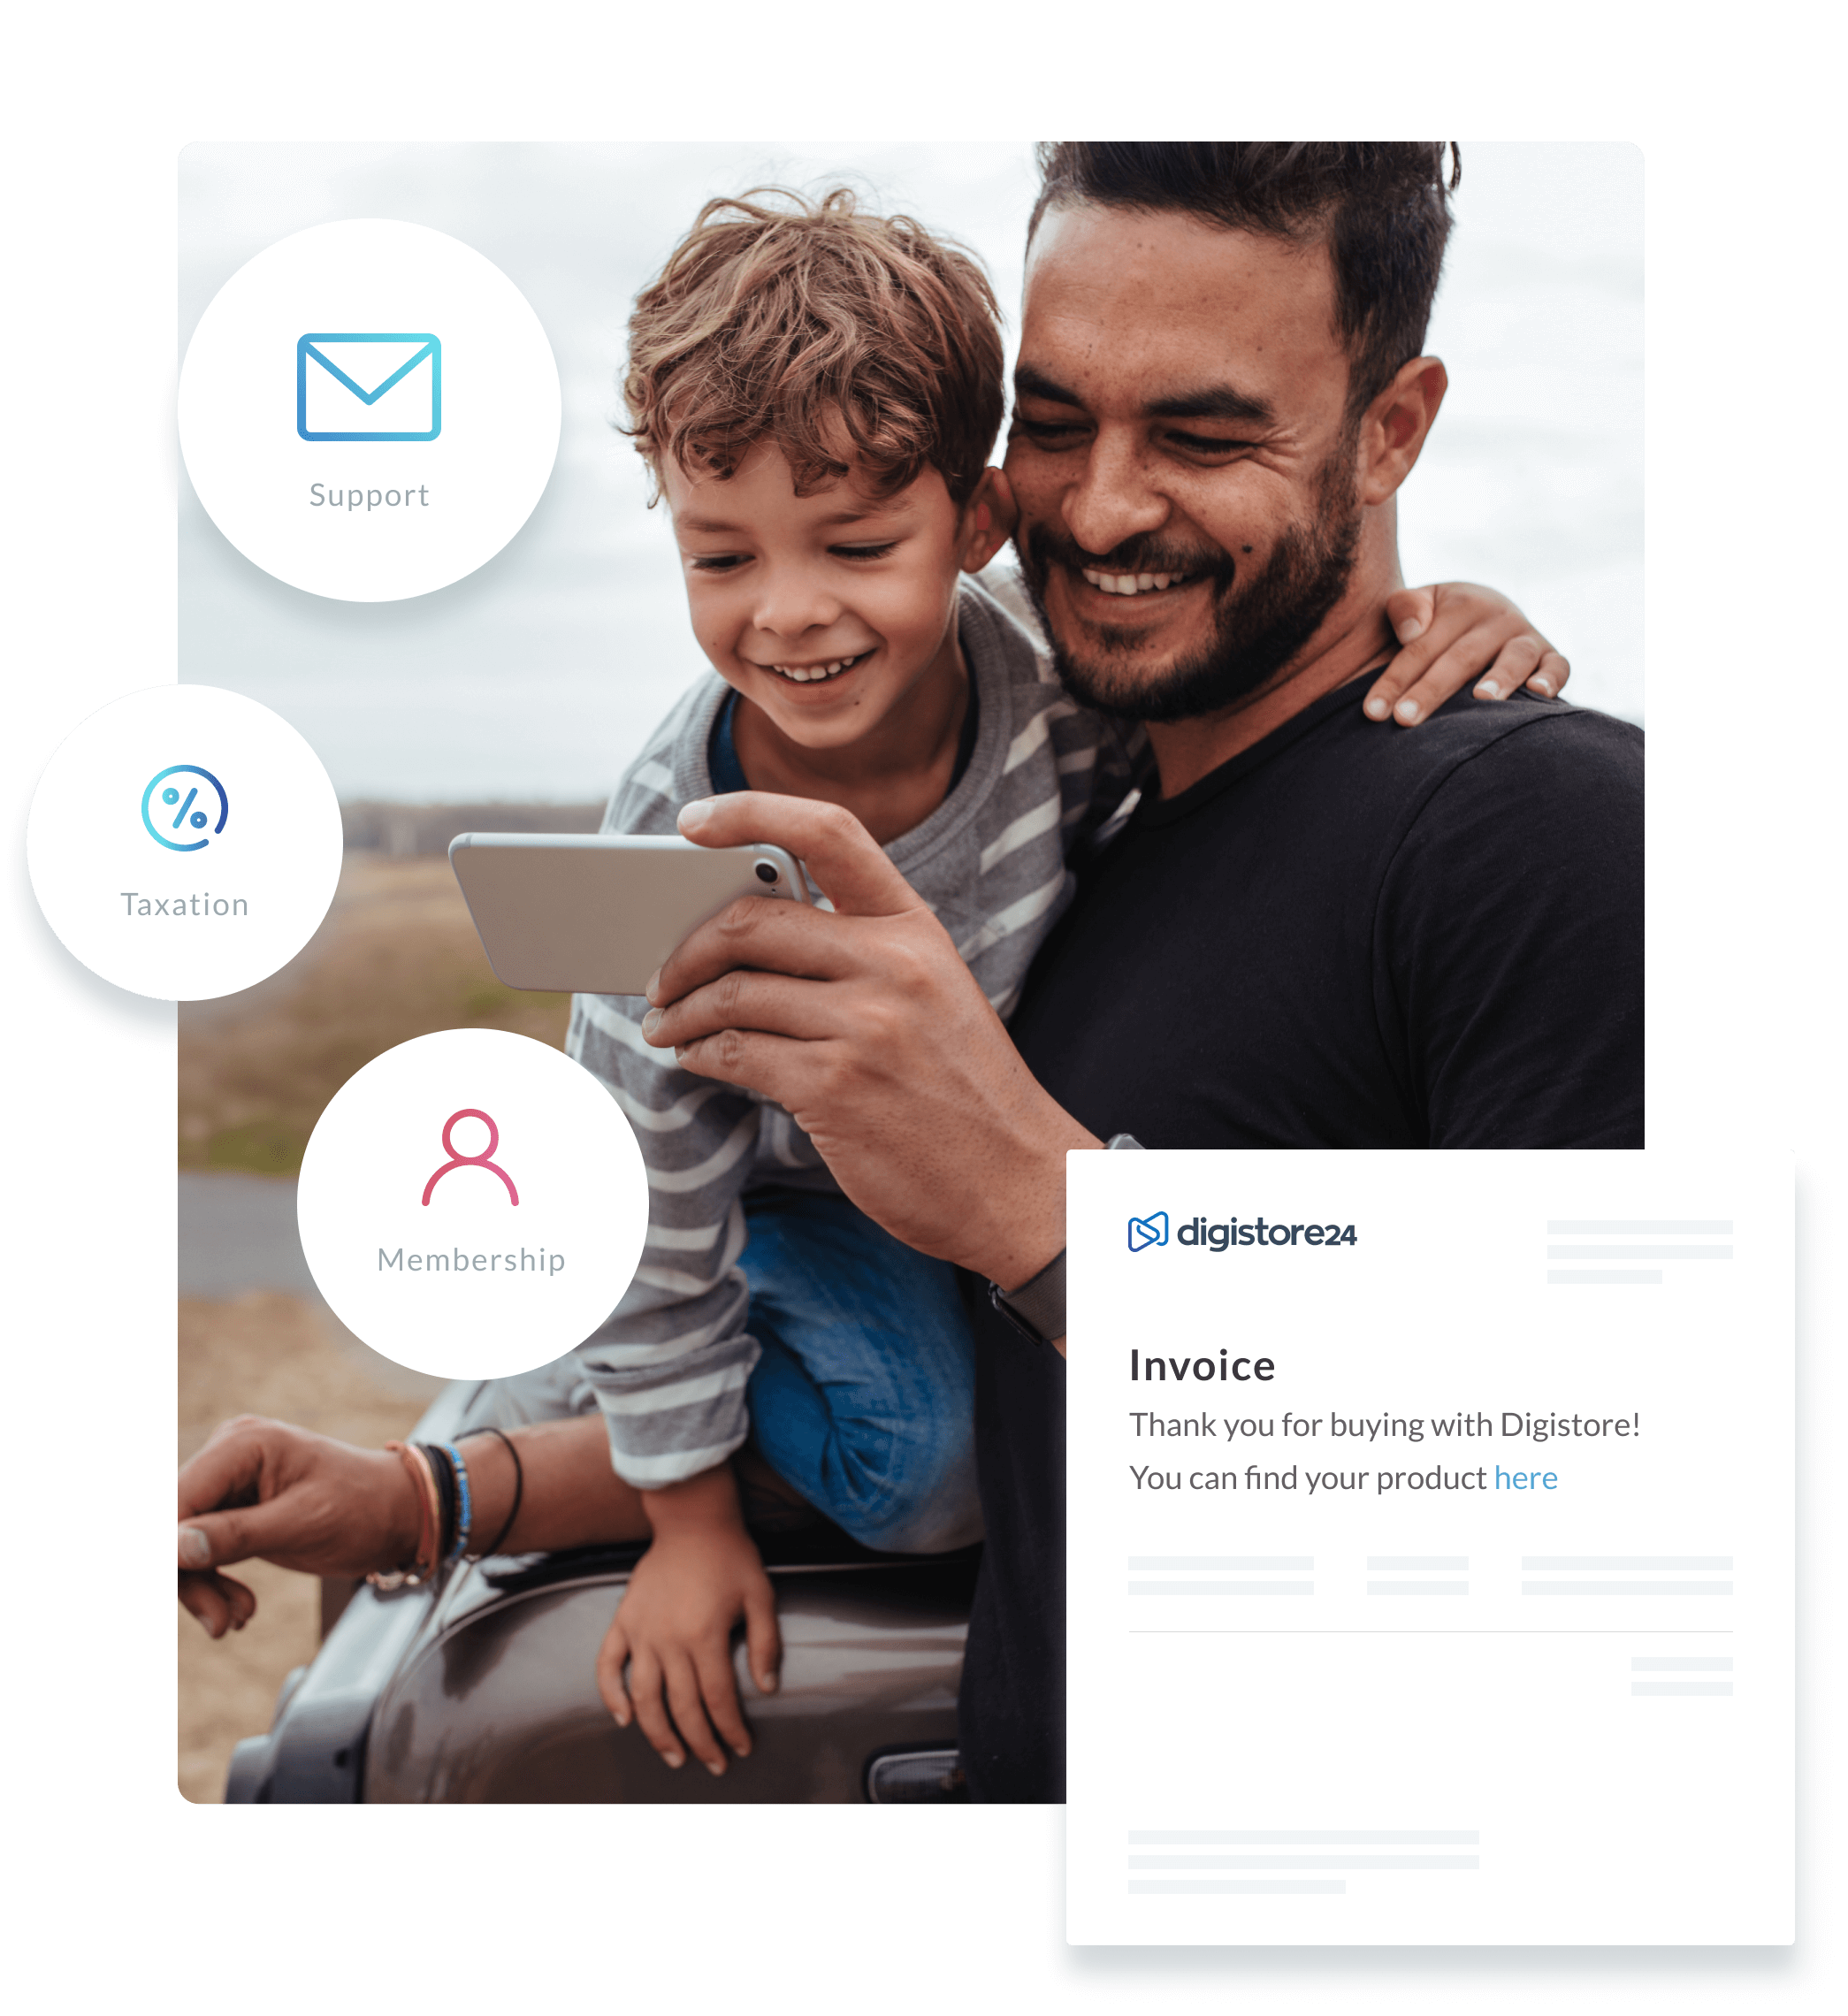 Support
Taxation
Membership
digistore24
Invoice
Thank you for buying with Digistore!
You can find your product here